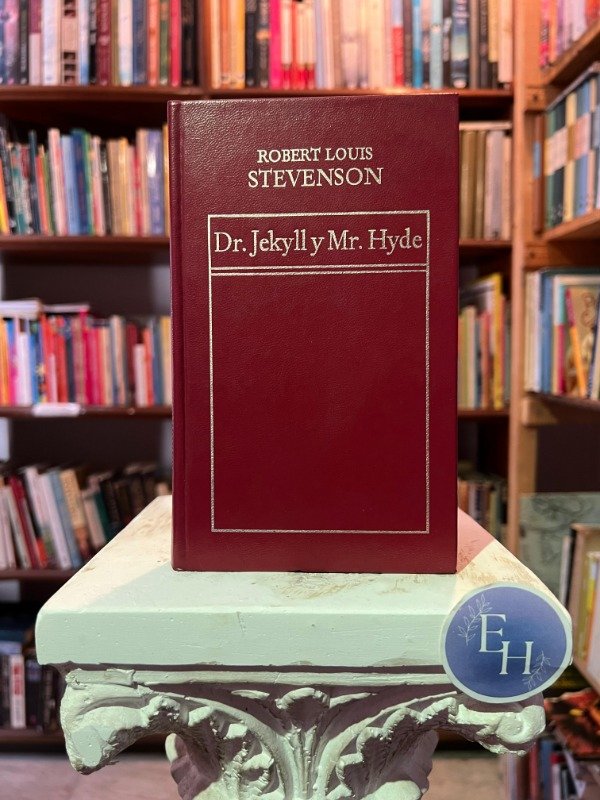 ROBERT LOUIS
STEVENSON
Dr. Jekyll y Mr. Hyde
EH